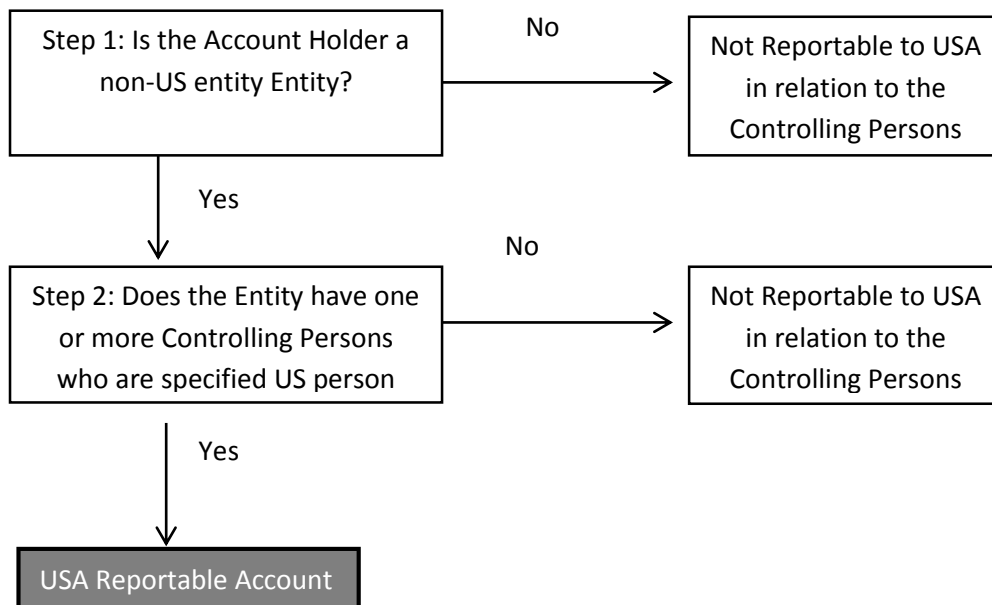 Step 1: Is the Account Holder a
non-US entity Entity?
No
Not Reportable to USA
in relation to the
Controlling Persons
Yes
Step 2: Does the Entity have one
or more Controlling Persons
who are specified US person
No
Not Reportable to USA
in relation to the
Controlling Persons
Yes
USA Reportable Account